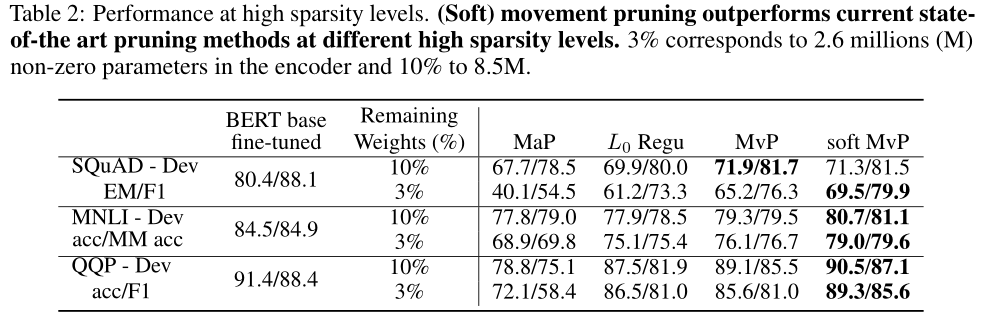 Table 2: Performance at high sparsity levels. (Soft) movement pruning outperforms current state-
of-the art pruning methods at different high sparsity levels. 3% corresponds to 2.6 millions (M)
non-zero parameters in the encoder and 10% to 8.5M.
BERT base Remaining
fine-tuned Weights (%) MaP L0 Regu MvP soft MvP
SQuAD - Dev 10% 67.7/78.5 69.9/80.0 71.9/81.7 71.3/81.5
80.4/88.1
EM/F1 3% 40.1/54.5 61.2/73.3 65.2/76.3 69.5/79.9
MNLI - Dev 10% 77.8/79.0 77.9/78.5 79.3/79.5 80.7/81.1
84.5/84.9
acc/MM acc 3% 68.9/69.8 75.1/75.4 76.1/76.7 79.0/79.6
QQP - Dev 10% 78.8/75.1 87.5/81.9 89.1/85.5 90.5/87.1
91.4/88.4
acc/F1 3% 72.1/58.4 86.5/81.0 85.6/81.0 89.3/85.6